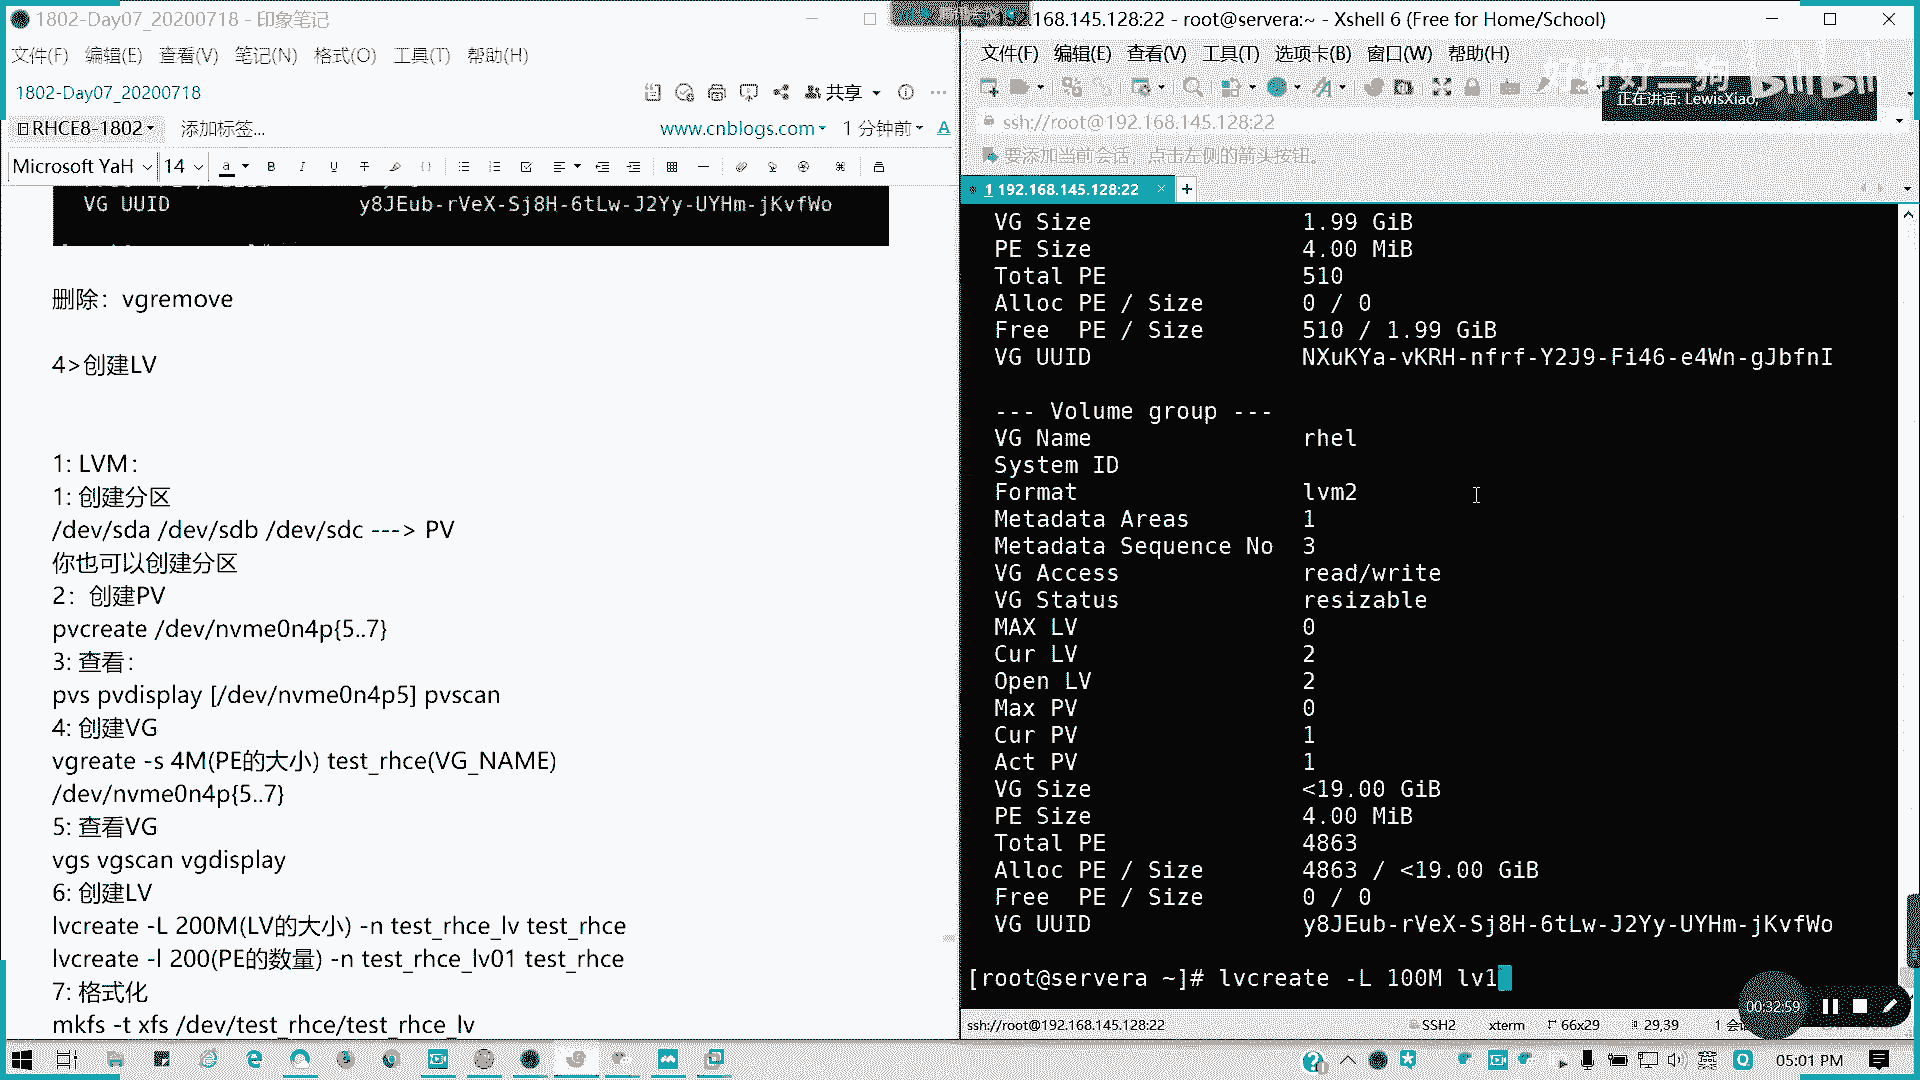 1802-Day07_20200718 - 印象笔记
文件(F) 编辑(E) 查看(V) 笔记(N) 格式(O) 工具(T) 帮助(H)
1802-Day07_20200718
共享
RHCE8-1802 添加标签...
www.cnblogs.com 1 分钟前
Microsoft YaH 14
VG UUID y8JEub-rVeX-Sj8H-6tLw-J2Yy-UYHm-jKvfWo
删除：vgremove
4>创建LV
1: LVM：
1: 创建分区
/dev/sda /dev/sdb /dev/sdc ---> PV
你也可以创建分区
2：创建PV
pvcreate /dev/nvme0n4p{5..7}
3: 查看：
pvs pvdisplay [/dev/nvme0n4p5] pvscan
4: 创建VG
vgreate -s 4M(PE的大小) test_rhce(VG_NAME)
/dev/nvme0n4p{5..7}
5: 查看VG
vgs vgscan vgdisplay
6: 创建LV
lvcreate -L 200M(LV的大小) -n test_rhce_lv test_rhce
lvcreate -l 200(PE的数量) -n test_rhce_lv01 test_rhce
7: 格式化
mkfs -t xfs /dev/test_rhce/test_rhce_lv
192.168.145.128:22 - root@servera:~ - Xshell 6 (Free for Home/School)
文件(F) 编辑(E) 查看(V) 工具(T) 选项卡(B) 窗口(W) 帮助(H)
好好好二狗 bilibili
正在讲话: LewisXiao;
ssh://root@192.168.145.128:22
要添加当前会话，点击左侧的箭头按钮。
1 192.168.145.128:22
VG Size 1.99 GiB
PE Size 4.00 MiB
Total PE 510
Alloc PE / Size 0 / 0
Free PE / Size 510 / 1.99 GiB
VG UUID NXuKYa-vKRH-nfrf-Y2J9-Fi46-e4Wn-gJbfnI
--- Volume group ---
VG Name rhel
System ID
Format lvm2
Metadata Areas 1
Metadata Sequence No 3
VG Access read/write
VG Status resizable
MAX LV 0
Cur LV 2
Open LV 2
Max PV 0
Cur PV 1
Act PV 1
VG Size <19.00 GiB
PE Size 4.00 MiB
Total PE 4863
Alloc PE / Size 4863 / <19.00 GiB
Free PE / Size 0 / 0
VG UUID y8JEub-rVeX-Sj8H-6tLw-J2Yy-UYHm-jKvfWo
[root@servera ~]# lvcreate -L 100M lv1
00:32:59
ssh://root@192.168.145.128:22 SSH2 xterm 66x29 29,39
05:01 PM